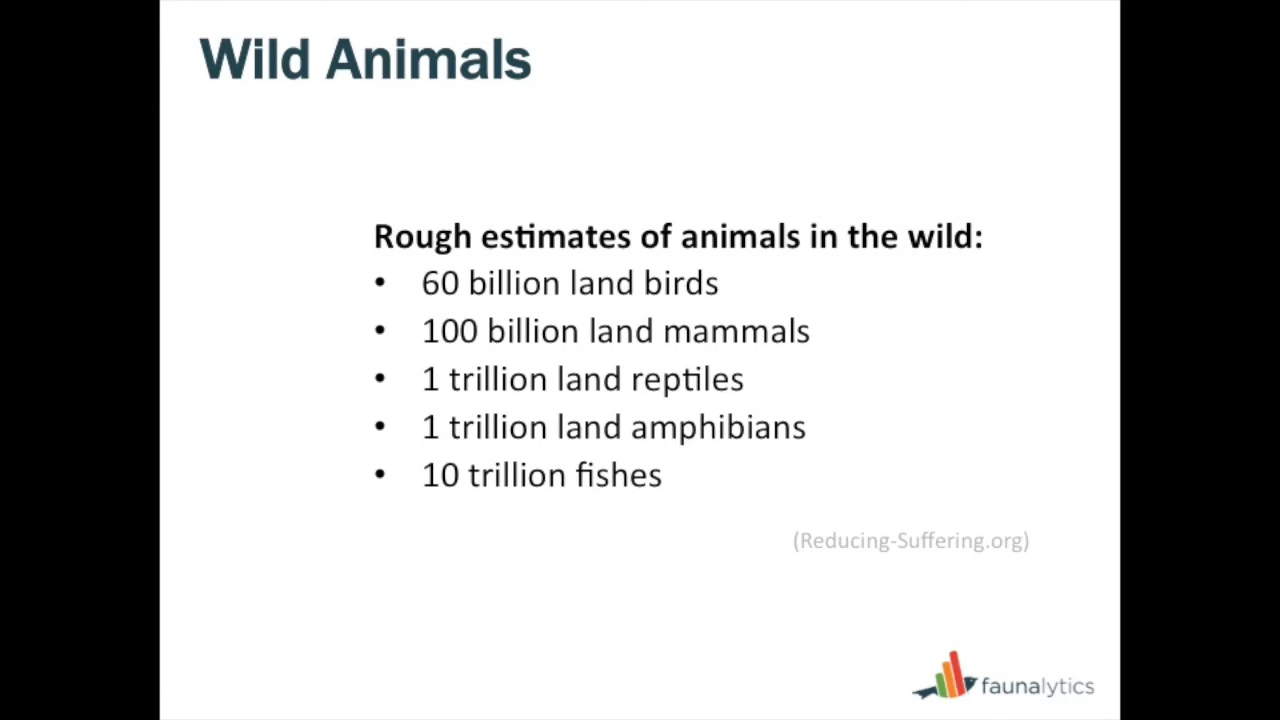 Wild Animals
Rough estimates of animals in the wild:
• 60 billion land birds
• 100 billion land mammals
• 1 trillion land reptiles
• 1 trillion land amphibians
• 10 trillion fishes
(Reducing-Suffering.org)
faunalytics